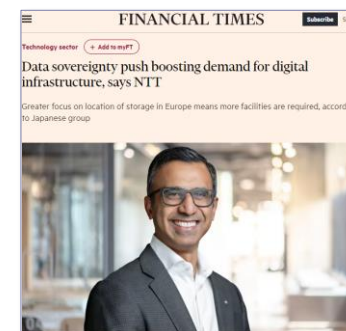 FINANCIAL TIMES
Subscribe
Technology sector
+ Add to myFT
Data sovereignty push boosting demand for digital
infrastructure, says NTT
Greater focus on location of storage in Europe means more facilities are required, accord
to Japanese group